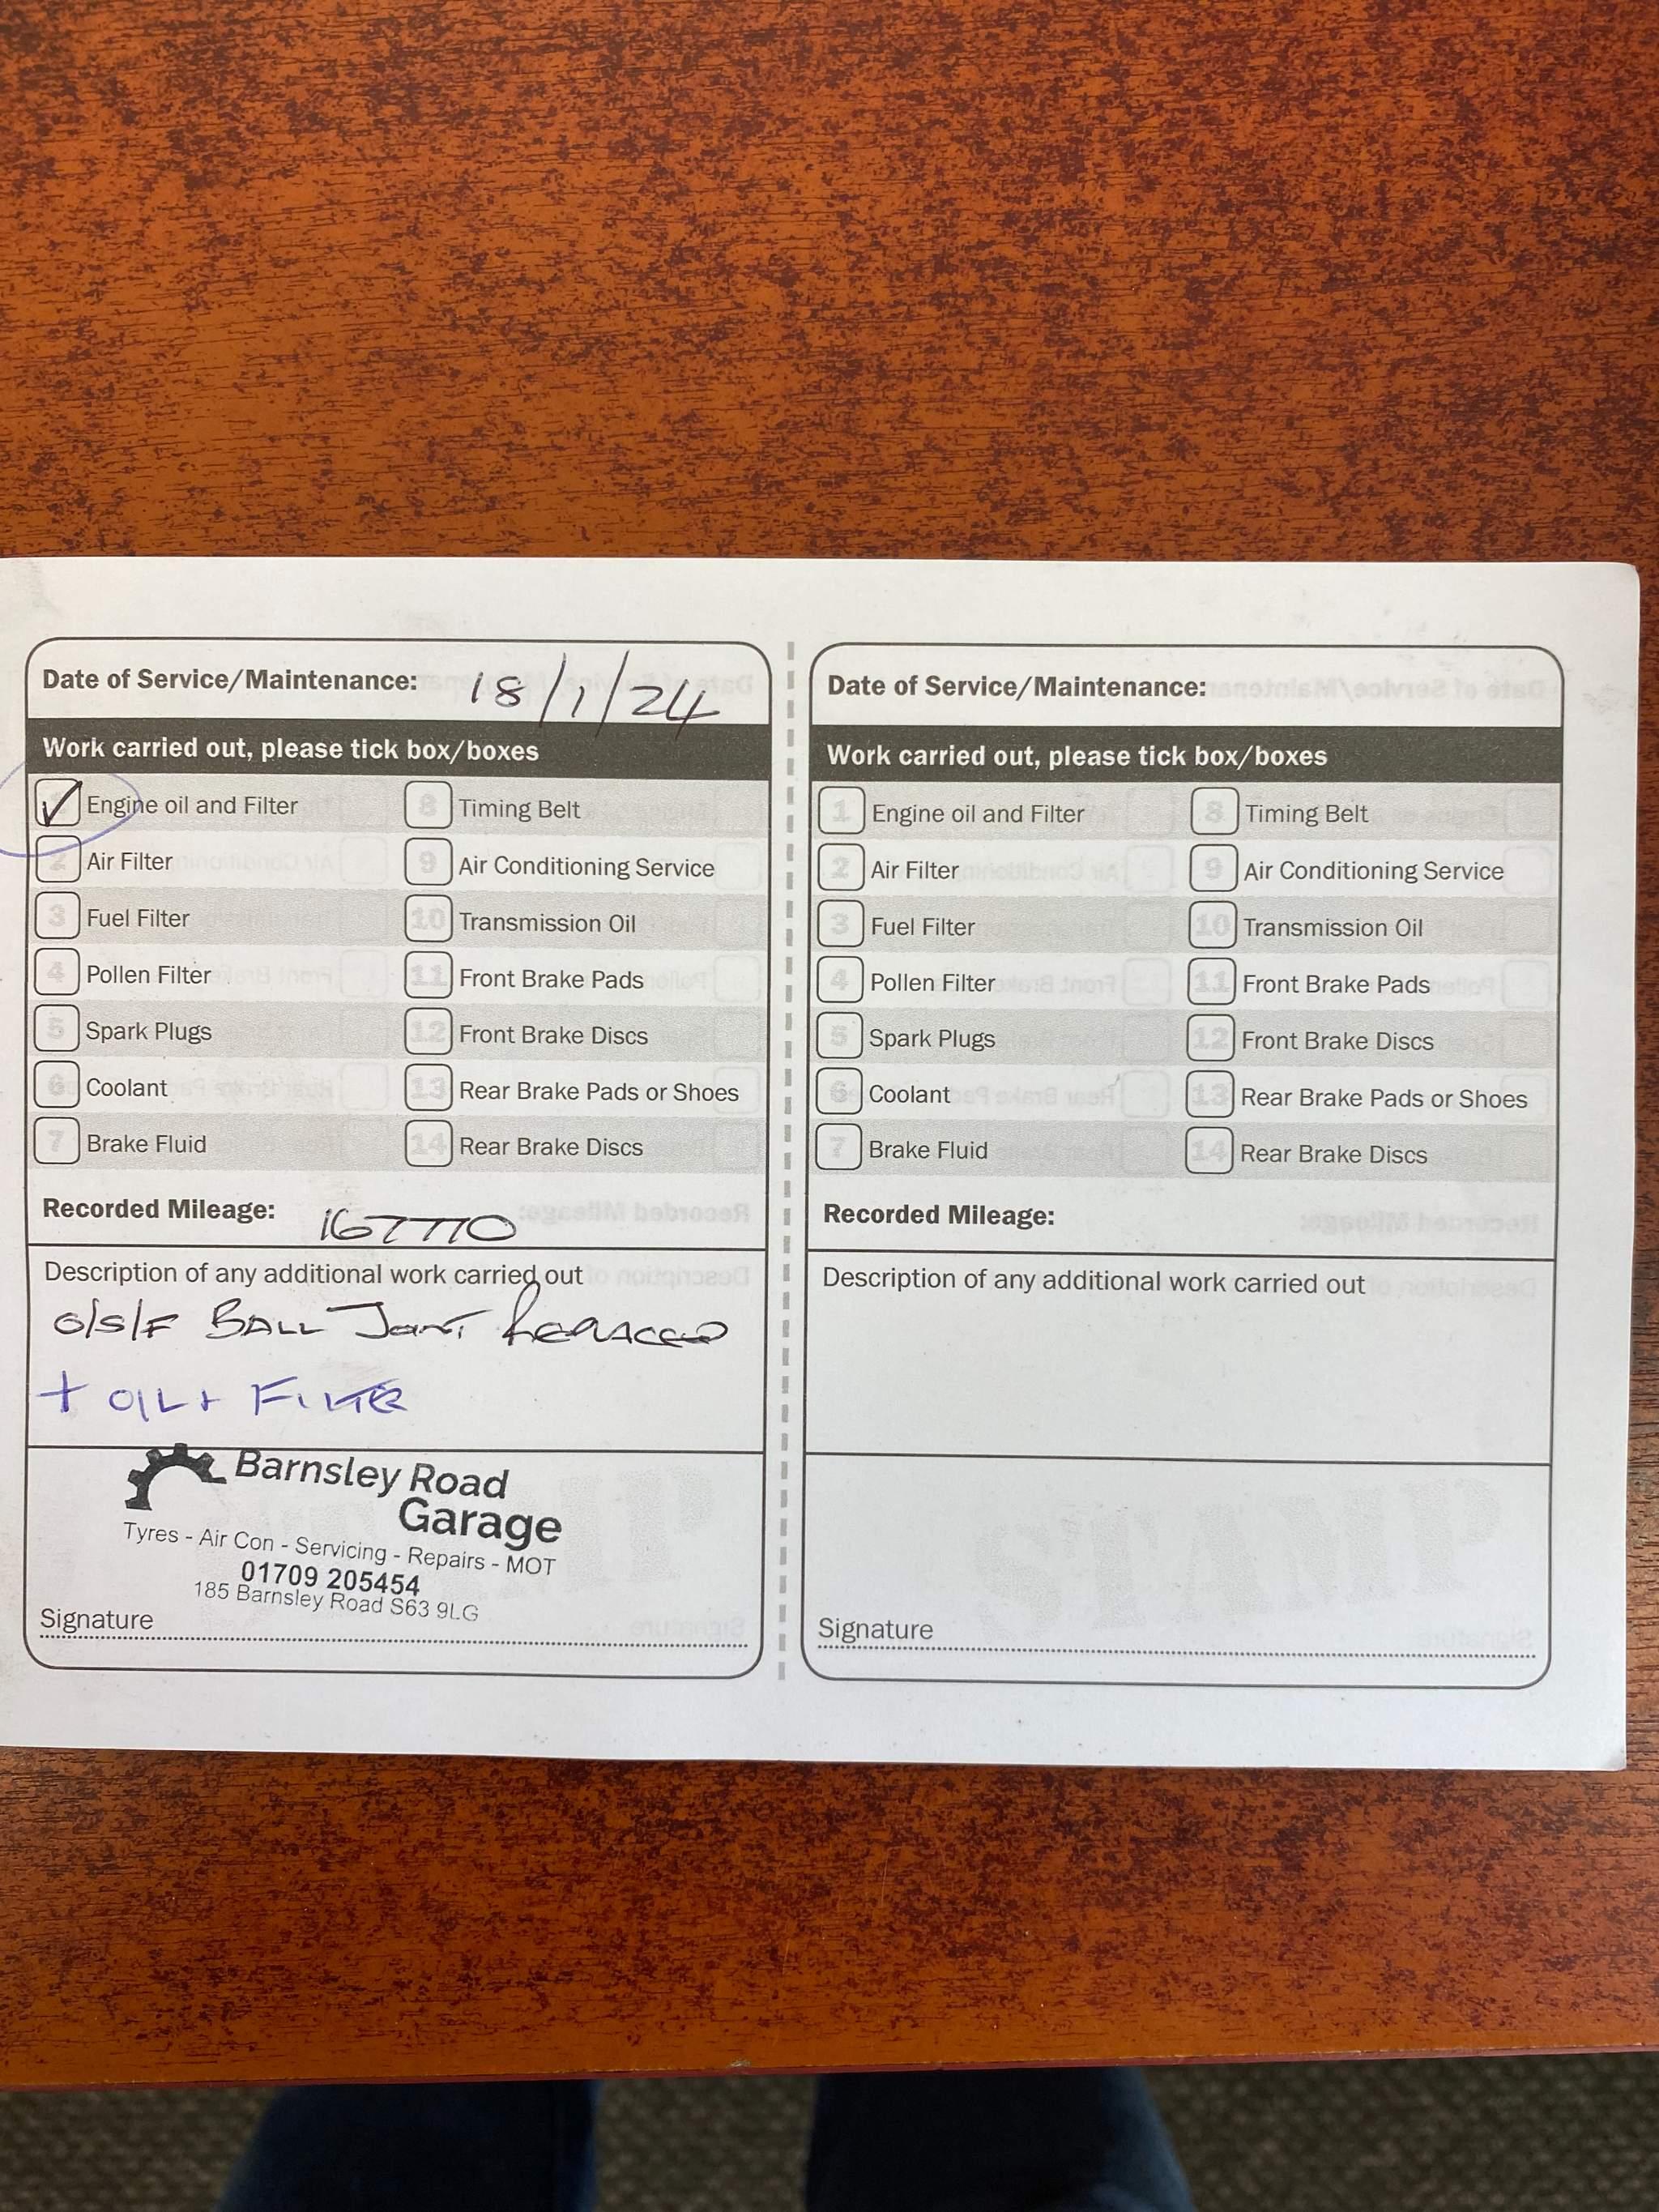 Date of Service/Maintenance: 18/1/24
Work carried out, please tick box/boxes
Engine oil and Filter 8 Timing Belt
2 Air Filter 9 Air Conditioning Service
3 Fuel Filter 10 Transmission Oil
4 Pollen Filter 11 Front Brake Pads
5 Spark Plugs 12 Front Brake Discs
6 Coolant 13 Rear Brake Pads or Shoes
7 Brake Fluid 14 Rear Brake Discs
Recorded Mileage: 167770
Description of any additional work carried out
O/S/F BALL JOINT REPLACED
+ OIL + FILTER
Barnsley Road
Garage
Tyres - Air Con - Servicing - Repairs - MOT
01709 205454
185 Barnsley Road S63 9LG
Signature
Date of Service/Maintenance:
Work carried out, please tick box/boxes
1 Engine oil and Filter 8 Timing Belt
2 Air Filter 9 Air Conditioning Service
3 Fuel Filter 10 Transmission Oil
4 Pollen Filter 11 Front Brake Pads
5 Spark Plugs 12 Front Brake Discs
6 Coolant 13 Rear Brake Pads or Shoes
7 Brake Fluid 14 Rear Brake Discs
Recorded Mileage:
Description of any additional work carried out
Signature